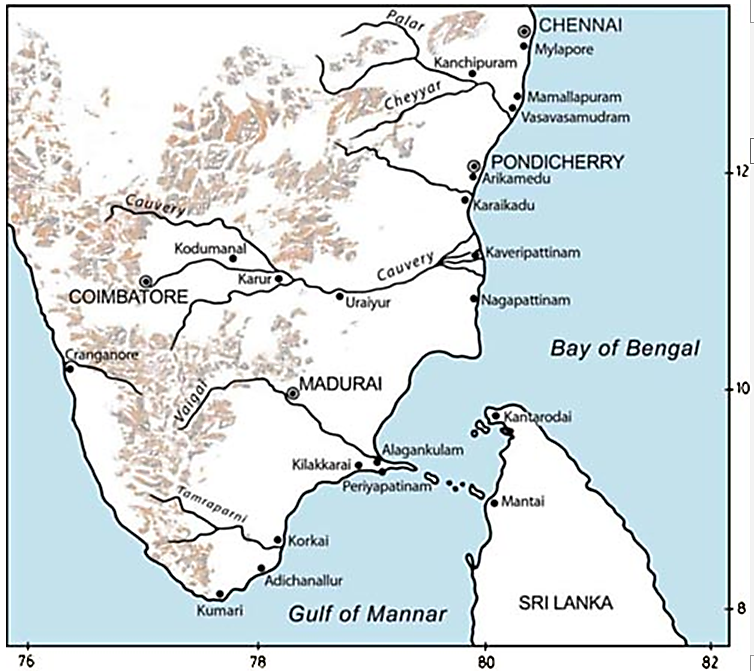 Palar
CHENNAI
Mylapore
Kanchipuram
Cheyyar
Mamallapuram
Vasavasamudram
PONDICHERRY
Arikamedu
12
Karaikadu
Cauvery
Kodumanal
Kaveripattinam
Cauvery
Karur
COIMBATORE
Uraiyur
Nagapattinam
Bay of Bengal
Cranganore
MADURAI
10
Vaigai
Kantarodai
Alagankulam
Kilakkarai
Periyapatinam
Tamraparni
Mantai
Korkai
Adichanallur
Kumari
Gulf of Mannar
SRI LANKA
8
76 78 80 82